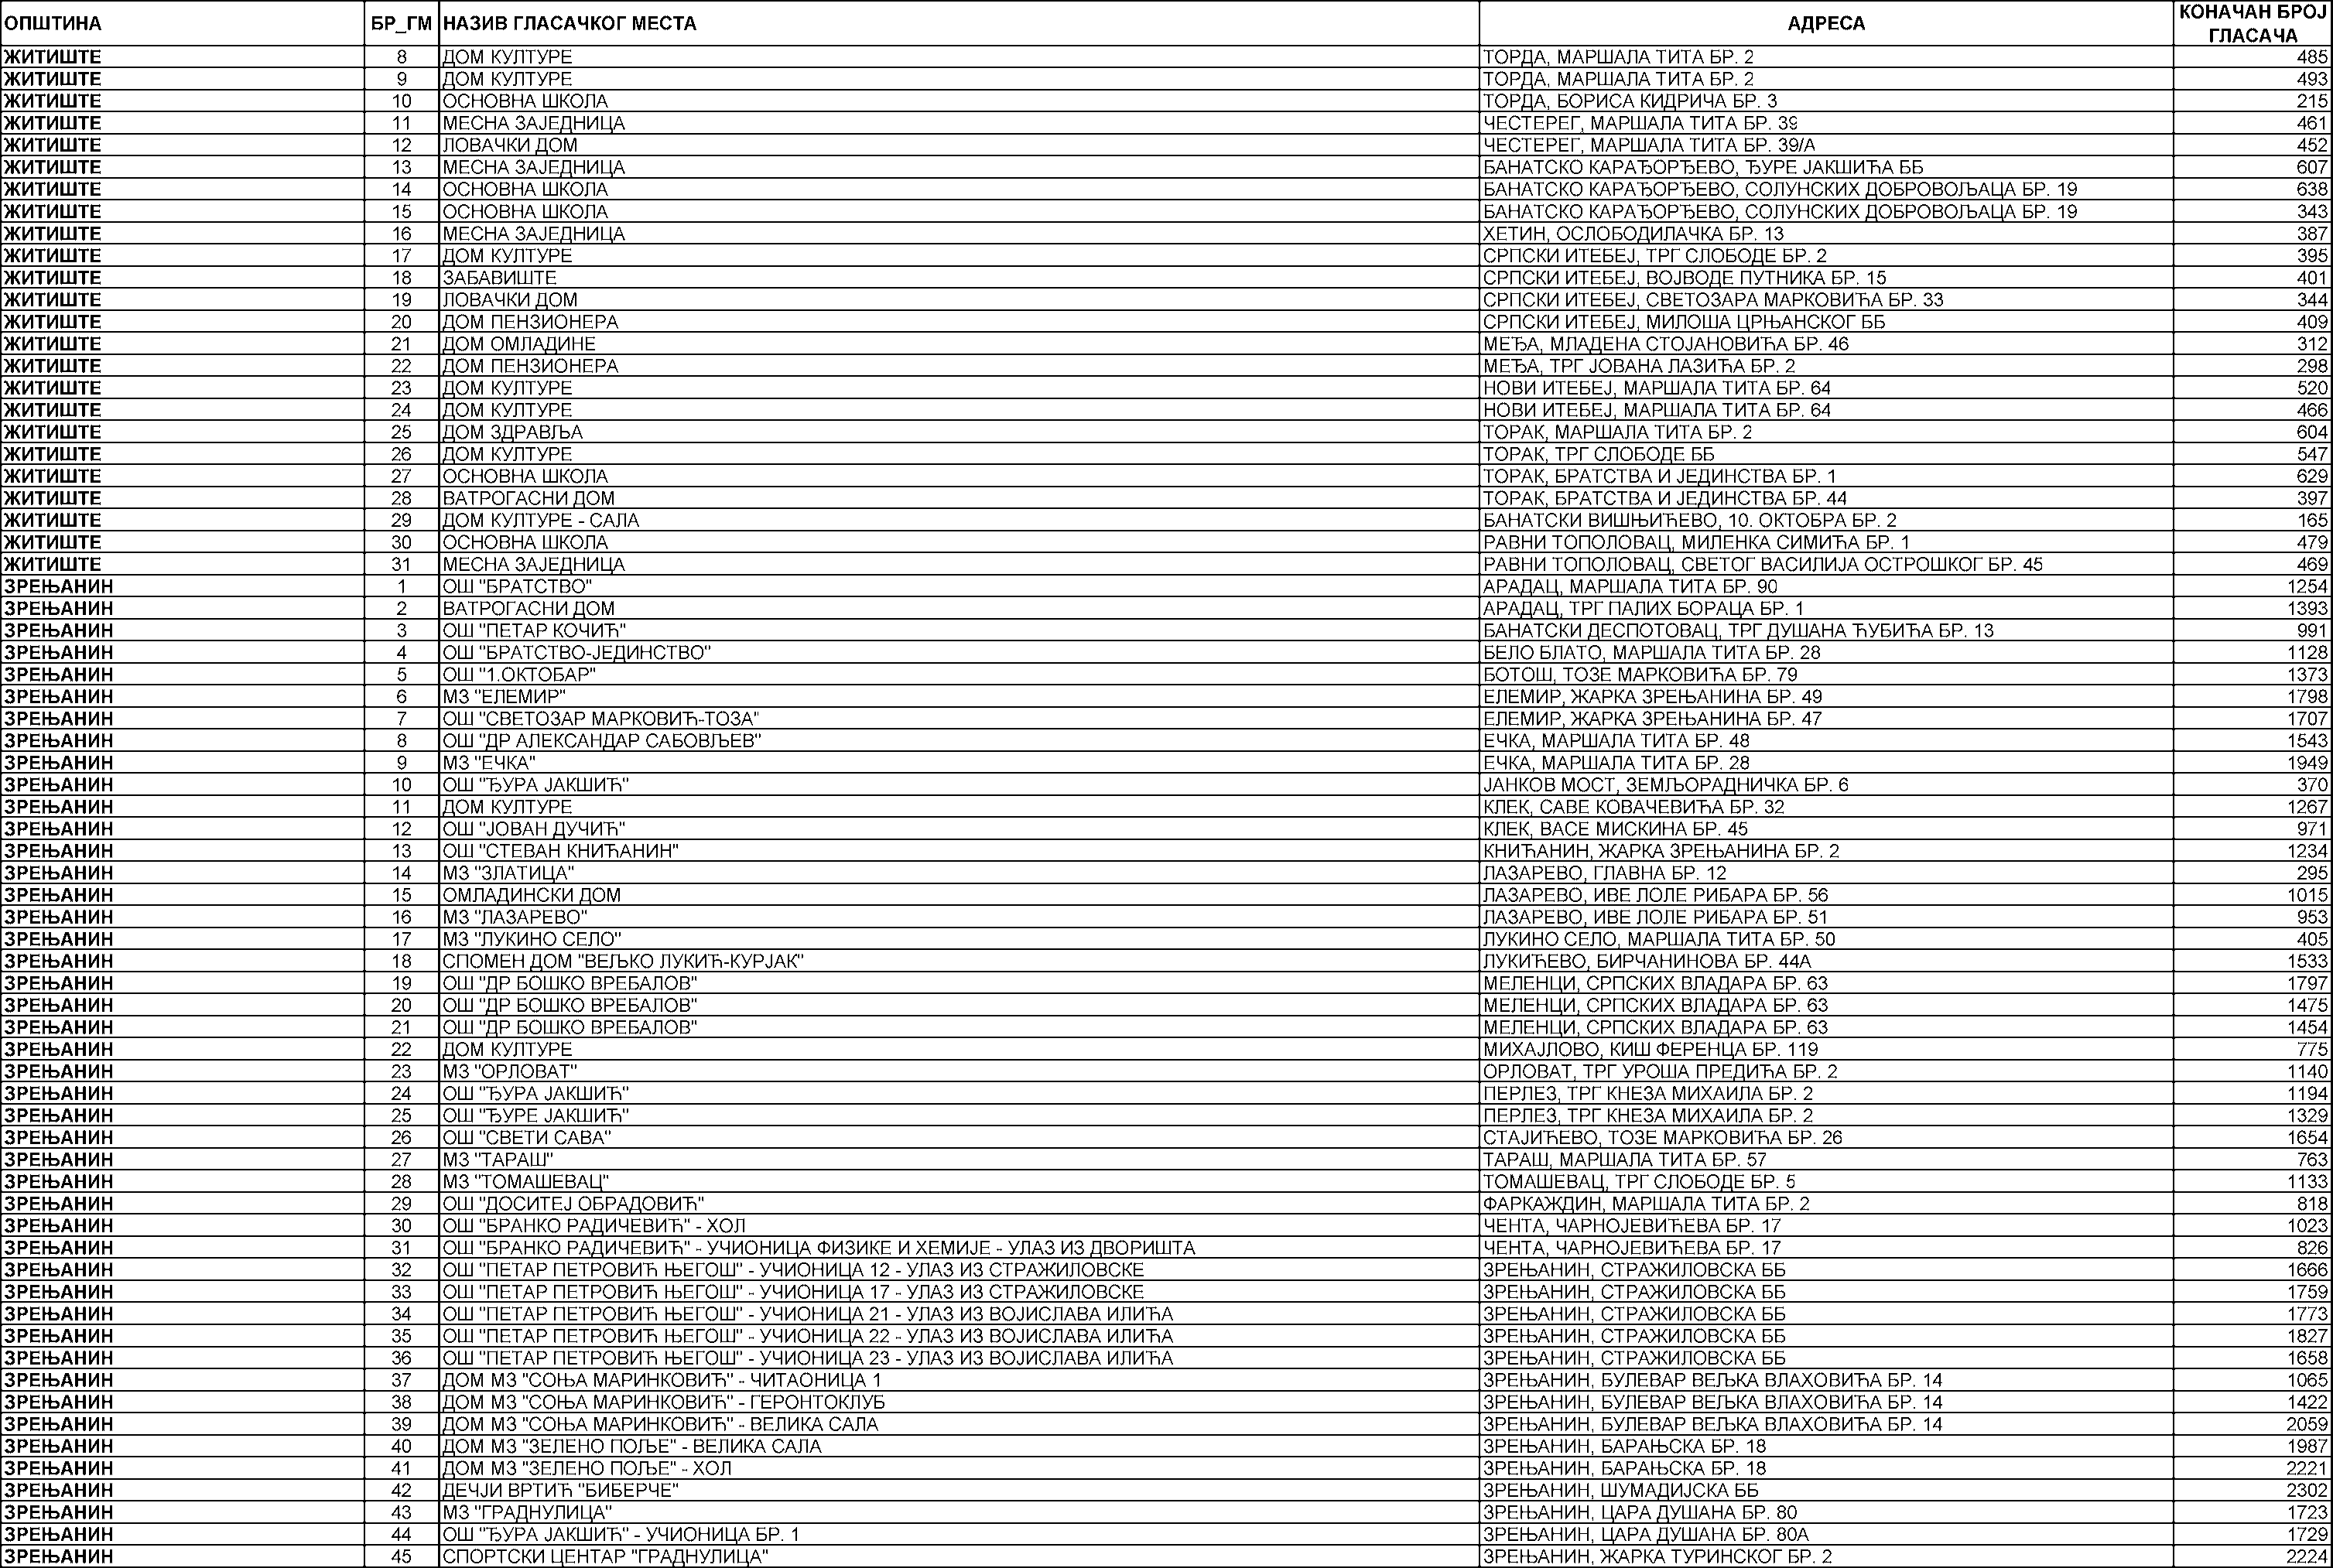 ОПШТИНА БР_ГМ НАЗИВ ГЛАСАЧКОГ МЕСТА АДРЕСА КОНАЧАН БРОЈ ГЛАСАЧА
ЖИТИШТЕ 8 ДОМ КУЛТУРЕ ТОРДА, МАРШАЛА ТИТА БР. 2 485
ЖИТИШТЕ 9 ДОМ КУЛТУРЕ ТОРДА, МАРШАЛА ТИТА БР. 2 493
ЖИТИШТЕ 10 ОСНОВНА ШКОЛА ТОРДА, БОРИСА КИДРИЧА БР. 3 215
ЖИТИШТЕ 11 МЕСНА ЗАЈЕДНИЦА ЧЕСТЕРЕГ, МАРШАЛА ТИТА БР. 39 461
ЖИТИШТЕ 12 ЛОВАЧКИ ДОМ ЧЕСТЕРЕГ, МАРШАЛА ТИТА БР. 39/А 452
ЖИТИШТЕ 13 МЕСНА ЗАЈЕДНИЦА БАНАТСКО КАРАЂОРЂЕВО, ЂУРЕ ЈАКШИЋА ББ 607
ЖИТИШТЕ 14 ОСНОВНА ШКОЛА БАНАТСКО КАРАЂОРЂЕВО, СОЛУНСКИХ ДОБРОВОЉАЦА БР. 19 638
ЖИТИШТЕ 15 ОСНОВНА ШКОЛА БАНАТСКО КАРАЂОРЂЕВО, СОЛУНСКИХ ДОБРОВОЉАЦА БР. 19 343
ЖИТИШТЕ 16 МЕСНА ЗАЈЕДНИЦА ХЕТИН, ОСЛОБОДИЛАЧКА БР. 13 387
ЖИТИШТЕ 17 ДОМ КУЛТУРЕ СРПСКИ ИТЕБЕЈ, ТРГ СЛОБОДЕ БР. 2 395
ЖИТИШТЕ 18 ЗАБАВИШТЕ СРПСКИ ИТЕБЕЈ, ВОЈВОДЕ ПУТНИКА БР. 15 401
ЖИТИШТЕ 19 ЛОВАЧКИ ДОМ СРПСКИ ИТЕБЕЈ, СВЕТОЗАРА МАРКОВИЋА БР. 33 344
ЖИТИШТЕ 20 ДОМ ПЕНЗИОНЕРА СРПСКИ ИТЕБЕЈ, МИЛОША ЦРЊАНСКОГ ББ 409
ЖИТИШТЕ 21 ДОМ ОМЛАДИНЕ МЕЂА, МЛАДЕНА СТОЈАНОВИЋА БР. 46 312
ЖИТИШТЕ 22 ДОМ ПЕНЗИОНЕРА МЕЂА, ТРГ ЈОВАНА ЛАЗИЋА БР. 2 298
ЖИТИШТЕ 23 ДОМ КУЛТУРЕ НОВИ ИТЕБЕЈ, МАРШАЛА ТИТА БР. 64 520
ЖИТИШТЕ 24 ДОМ КУЛТУРЕ НОВИ ИТЕБЕЈ, МАРШАЛА ТИТА БР. 64 466
ЖИТИШТЕ 25 ДОМ ЗДРАВЉА ТОРАК, МАРШАЛА ТИТА БР. 2 604
ЖИТИШТЕ 26 ДОМ КУЛТУРЕ ТОРАК, ТРГ СЛОБОДЕ ББ 547
ЖИТИШТЕ 27 ОСНОВНА ШКОЛА ТОРАК, БРАТСТВА И ЈЕДИНСТВА БР. 1 629
ЖИТИШТЕ 28 ВАТРОГАСНИ ДОМ ТОРАК, БРАТСТВА И ЈЕДИНСТВА БР. 44 397
ЖИТИШТЕ 29 ДОМ КУЛТУРЕ - САЛА БАНАТСКИ ВИШЊИЋЕВО, 10. ОКТОБРА БР. 2 165
ЖИТИШТЕ 30 ОСНОВНА ШКОЛА РАВНИ ТОПОЛОВАЦ, МИЛЕНКА СИМИЋА БР. 1 479
ЖИТИШТЕ 31 МЕСНА ЗАЈЕДНИЦА РАВНИ ТОПОЛОВАЦ, СВЕТОГ ВАСИЛИЈА ОСТРОШКОГ БР. 45 469
ЗРЕЊАНИН 1 ОШ "БРАТСТВО" АРАДАЦ, МАРШАЛА ТИТА БР. 90 1254
ЗРЕЊАНИН 2 ВАТРОГАСНИ ДОМ АРАДАЦ, ТРГ ПАЛИХ БОРАЦА БР. 1 1393
ЗРЕЊАНИН 3 ОШ "ПЕТАР КОЧИЋ" БАНАТСКИ ДЕСПОТОВАЦ, ТРГ ДУШАНА ЋУБИЋА БР. 13 991
ЗРЕЊАНИН 4 ОШ "БРАТСТВО-ЈЕДИНСТВО" БЕЛО БЛАТО, МАРШАЛА ТИТА БР. 28 1128
ЗРЕЊАНИН 5 ОШ "1.ОКТОБАР" БОТОШ, ТОЗЕ МАРКОВИЋА БР. 79 1373
ЗРЕЊАНИН 6 МЗ "ЕЛЕМИР" ЕЛЕМИР, ЖАРКА ЗРЕЊАНИНА БР. 49 1798
ЗРЕЊАНИН 7 ОШ "СВЕТОЗАР МАРКОВИЋ-ТОЗА" ЕЛЕМИР, ЖАРКА ЗРЕЊАНИНА БР. 47 1707
ЗРЕЊАНИН 8 ОШ "ДР АЛЕКСАНДАР САБОВЉЕВ" ЕЧКА, МАРШАЛА ТИТА БР. 48 1543
ЗРЕЊАНИН 9 МЗ "ЕЧКА" ЕЧКА, МАРШАЛА ТИТА БР. 28 1949
ЗРЕЊАНИН 10 ОШ "ЂУРА ЈАКШИЋ" ЈАНКОВ МОСТ, ЗЕМЉОРАДНИЧКА БР. 6 370
ЗРЕЊАНИН 11 ДОМ КУЛТУРЕ КЛЕК, САВЕ КОВАЧЕВИЋА БР. 32 1267
ЗРЕЊАНИН 12 ОШ "ЈОВАН ДУЧИЋ" КЛЕК, ВАСЕ МИСКИНА БР. 45 971
ЗРЕЊАНИН 13 ОШ "СТЕВАН КНИЋАНИН" КНИЋАНИН, ЖАРКА ЗРЕЊАНИНА БР. 2 1234
ЗРЕЊАНИН 14 МЗ "ЗЛАТИЦА" ЛАЗАРЕВО, ГЛАВНА БР. 12 295
ЗРЕЊАНИН 15 ОМЛАДИНСКИ ДОМ ЛАЗАРЕВО, ИВЕ ЛОЛЕ РИБАРА БР. 56 1015
ЗРЕЊАНИН 16 МЗ "ЛАЗАРЕВО" ЛАЗАРЕВО, ИВЕ ЛОЛЕ РИБАРА БР. 51 953
ЗРЕЊАНИН 17 МЗ "ЛУКИНО СЕЛО" ЛУКИНО СЕЛО, МАРШАЛА ТИТА БР. 50 405
ЗРЕЊАНИН 18 СПОМЕН ДОМ "ВЕЉКО ЛУКИЋ-КУРЈАК" ЛУКИЋЕВО, БИРЧАНИНОВА БР. 44А 1533
ЗРЕЊАНИН 19 ОШ "ДР БОШКО ВРЕБАЛОВ" МЕЛЕНЦИ, СРПСКИХ ВЛАДАРА БР. 63 1797
ЗРЕЊАНИН 20 ОШ "ДР БОШКО ВРЕБАЛОВ" МЕЛЕНЦИ, СРПСКИХ ВЛАДАРА БР. 63 1475
ЗРЕЊАНИН 21 ОШ "ДР БОШКО ВРЕБАЛОВ" МЕЛЕНЦИ, СРПСКИХ ВЛАДАРА БР. 63 1454
ЗРЕЊАНИН 22 ДОМ КУЛТУРЕ МИХАЈЛОВО, КИШ ФЕРЕНЦА БР. 119 775
ЗРЕЊАНИН 23 МЗ "ОРЛОВАТ" ОРЛОВАТ, ТРГ УРОША ПРЕДИЋА БР. 2 1140
ЗРЕЊАНИН 24 ОШ "ЂУРА ЈАКШИЋ" ПЕРЛЕЗ, ТРГ КНЕЗА МИХАИЛА БР. 2 1194
ЗРЕЊАНИН 25 ОШ "ЂУРЕ ЈАКШИЋ" ПЕРЛЕЗ, ТРГ КНЕЗА МИХАИЛА БР. 2 1329
ЗРЕЊАНИН 26 ОШ "СВЕТИ САВА" СТАЈИЋЕВО, ТОЗЕ МАРКОВИЋА БР. 26 1654
ЗРЕЊАНИН 27 МЗ "ТАРАШ" ТАРАШ, МАРШАЛА ТИТА БР. 57 763
ЗРЕЊАНИН 28 МЗ "ТОМАШЕВАЦ" ТОМАШЕВАЦ, ТРГ СЛОБОДЕ БР. 5 1133
ЗРЕЊАНИН 29 ОШ "ДОСИТЕЈ ОБРАДОВИЋ" ФАРКАЖДИН, МАРШАЛА ТИТА БР. 2 818
ЗРЕЊАНИН 30 ОШ "БРАНКО РАДИЧЕВИЋ" - ХОЛ ЧЕНТА, ЧАРНОЈЕВИЋЕВА БР. 17 1023
ЗРЕЊАНИН 31 ОШ "БРАНКО РАДИЧЕВИЋ" - УЧИОНИЦА ФИЗИКЕ И ХЕМИЈЕ - УЛАЗ ИЗ ДВОРИШТА ЧЕНТА, ЧАРНОЈЕВИЋЕВА БР. 17 826
ЗРЕЊАНИН 32 ОШ "ПЕТАР ПЕТРОВИЋ ЊЕГОШ" - УЧИОНИЦА 12 - УЛАЗ ИЗ СТРАЖИЛОВСКЕ ЗРЕЊАНИН, СТРАЖИЛОВСКА ББ 1666
ЗРЕЊАНИН 33 ОШ "ПЕТАР ПЕТРОВИЋ ЊЕГОШ" - УЧИОНИЦА 17 - УЛАЗ ИЗ СТРАЖИЛОВСКЕ ЗРЕЊАНИН, СТРАЖИЛОВСКА ББ 1759
ЗРЕЊАНИН 34 ОШ "ПЕТАР ПЕТРОВИЋ ЊЕГОШ" - УЧИОНИЦА 21 - УЛАЗ ИЗ ВОЈИСЛАВА ИЛИЋА ЗРЕЊАНИН, СТРАЖИЛОВСКА ББ 1773
ЗРЕЊАНИН 35 ОШ "ПЕТАР ПЕТРОВИЋ ЊЕГОШ" - УЧИОНИЦА 22 - УЛАЗ ИЗ ВОЈИСЛАВА ИЛИЋА ЗРЕЊАНИН, СТРАЖИЛОВСКА ББ 1827
ЗРЕЊАНИН 36 ОШ "ПЕТАР ПЕТРОВИЋ ЊЕГОШ" - УЧИОНИЦА 23 - УЛАЗ ИЗ ВОЈИСЛАВА ИЛИЋА ЗРЕЊАНИН, СТРАЖИЛОВСКА ББ 1658
ЗРЕЊАНИН 37 ДОМ МЗ "СОЊА МАРИНКОВИЋ" - ЧИТАОНИЦА 1 ЗРЕЊАНИН, БУЛЕВАР ВЕЉКА ВЛАХОВИЋА БР. 14 1065
ЗРЕЊАНИН 38 ДОМ МЗ "СОЊА МАРИНКОВИЋ" - ГЕРОНТОКЛУБ ЗРЕЊАНИН, БУЛЕВАР ВЕЉКА ВЛАХОВИЋА БР. 14 1422
ЗРЕЊАНИН 39 ДОМ МЗ "СОЊА МАРИНКОВИЋ" - ВЕЛИКА САЛА ЗРЕЊАНИН, БУЛЕВАР ВЕЉКА ВЛАХОВИЋА БР. 14 2059
ЗРЕЊАНИН 40 ДОМ МЗ "ЗЕЛЕНО ПОЉЕ" - ВЕЛИКА САЛА ЗРЕЊАНИН, БАРАЊСКА БР. 18 1987
ЗРЕЊАНИН 41 ДОМ МЗ "ЗЕЛЕНО ПОЉЕ" - ХОЛ ЗРЕЊАНИН, БАРАЊСКА БР. 18 2221
ЗРЕЊАНИН 42 ДЕЧЈИ ВРТИЋ "БИБЕРЧЕ" ЗРЕЊАНИН, ШУМАДИЈСКА ББ 2302
ЗРЕЊАНИН 43 МЗ "ГРАДНУЛИЦА" ЗРЕЊАНИН, ЦАРА ДУШАНА БР. 80 1723
ЗРЕЊАНИН 44 ОШ "ЂУРА ЈАКШИЋ" - УЧИОНИЦА БР. 1 ЗРЕЊАНИН, ЦАРА ДУШАНА БР. 80А 1729
ЗРЕЊАНИН 45 СПОРТСКИ ЦЕНТАР "ГРАДНУЛИЦА" ЗРЕЊАНИН, ЖАРКА ТУРИНСКОГ БР. 2 2224